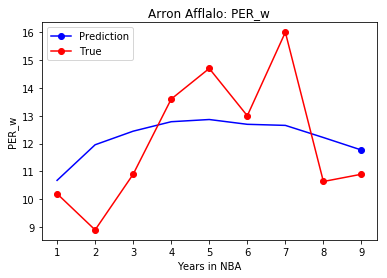 Arron Afflalo: PER_w
Prediction
True
PER_w
16
15
14
13
12
11
10
9
1 2 3 4 5 6 7 8 9
Years in NBA